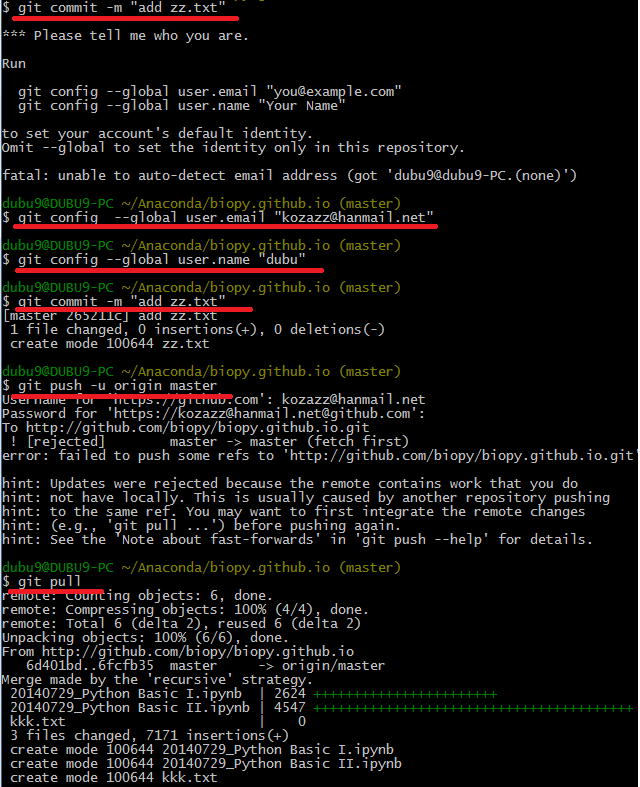 $ git commit -m "add zz.txt"
*** Please tell me who you are.
Run
git config --global user.email "you@example.com"
git config --global user.name "Your Name"
to set your account's default identity.
Omit --global to set the identity only in this repository.
fatal: unable to auto-detect email address (got 'dubu9@dubu9-PC.(none)')
dubu9@DUBU9-PC ~/Anaconda/biopy.github.io (master)
$ git config  --global user.email "kozazz@hanmail.net"
dubu9@DUBU9-PC ~/Anaconda/biopy.github.io (master)
$ git config --global user.name "dubu"
dubu9@DUBU9-PC ~/Anaconda/biopy.github.io (master)
$ git commit -m "add zz.txt"
[master 265211c] add zz.txt
1 file changed, 0 insertions(+), 0 deletions(-)
create mode 100644 zz.txt
dubu9@DUBU9-PC ~/Anaconda/biopy.github.io (master)
$ git push -u origin master
Username for 'https://github.com': kozazz@hanmail.net
Password for 'https://kozazz@hanmail.net@github.com':
To http://github.com/biopy/biopy.github.io.git
! [rejected]        master -> master (fetch first)
error: failed to push some refs to 'http://github.com/biopy/biopy.github.io.git'
hint: Updates were rejected because the remote contains work that you do
hint: not have locally. This is usually caused by another repository pushing
hint: to the same ref. You may want to first integrate the remote changes
hint: (e.g., 'git pull ...') before pushing again.
hint: See the 'Note about fast-forwards' in 'git push --help' for details.
dubu9@DUBU9-PC ~/Anaconda/biopy.github.io (master)
$ git pull
remote: Counting objects: 6, done.
remote: Compressing objects: 100% (4/4), done.
remote: Total 6 (delta 2), reused 6 (delta 2)
Unpacking objects: 100% (6/6), done.
From http://github.com/biopy/biopy.github.io
6d401bd..6fcfb35  master     -> origin/master
Merge made by the 'recursive' strategy.
20140729_Python Basic I.ipynb  | 2624 +++++++++++++++++++++++
20140729_Python Basic II.ipynb | 4547 ++++++++++++++++++++++++++++++++++++++++
kkk.txt                        |    0
3 files changed, 7171 insertions(+)
create mode 100644 20140729_Python Basic I.ipynb
create mode 100644 20140729_Python Basic II.ipynb
create mode 100644 kkk.txt